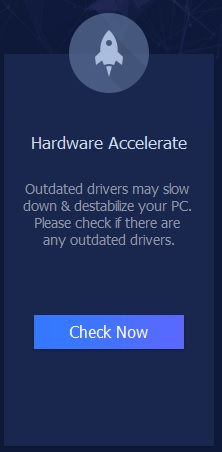 Hardware Accelerate
Outdated drivers may slow
down & destabilize your PC.
Please check if there are
any outdated drivers.
Check Now